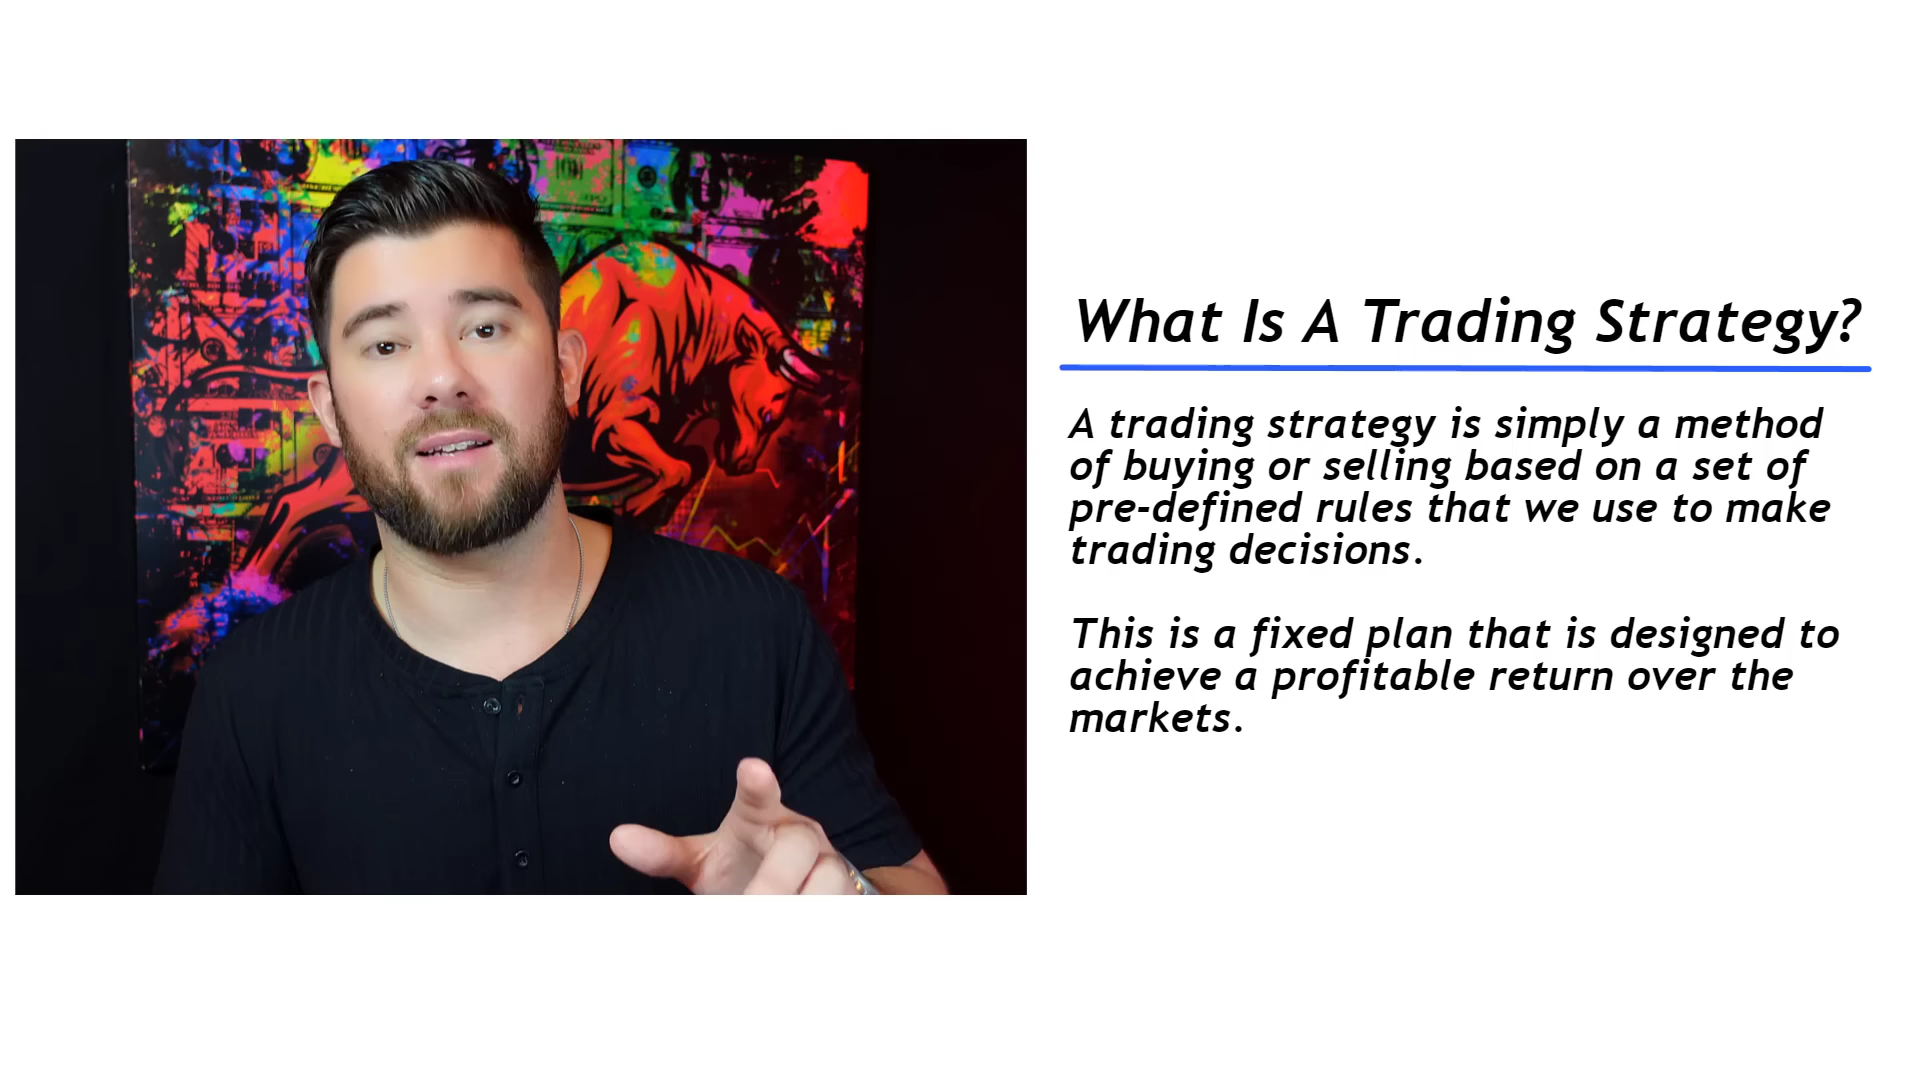 What Is A Trading Strategy?
A trading strategy is simply a method
of buying or selling based on a set of
pre-defined rules that we use to make
trading decisions.
This is a fixed plan that is designed to
achieve a profitable return over the
markets.